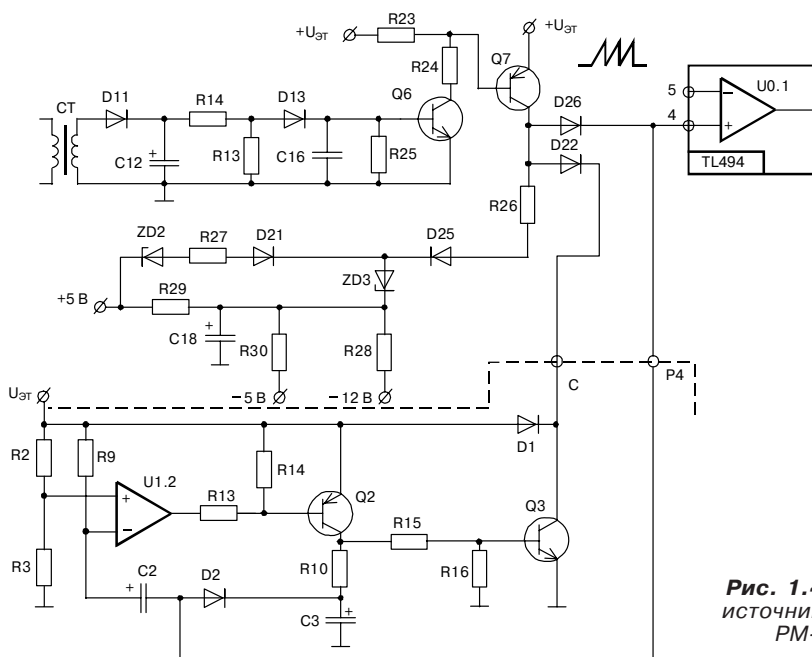 +Uэт
R23
+Uэт
R24
Q7
5
U0.1
4
TL494
CT
D11
R14
D13
Q6
D26
D22
+
C12
R13
C16
R25
R26
ZD2
R27
D21
D25
ZD3
+5 В
R29
+
C18
R30
R28
−5 В
−12 В
C
P4
Uэт
R2
R9
U1.2
R14
D1
R13
Q2
Q3
R15
R3
C2
D2
R10
R16
+
C3
+
Рис. 1.4
источни
РМ-